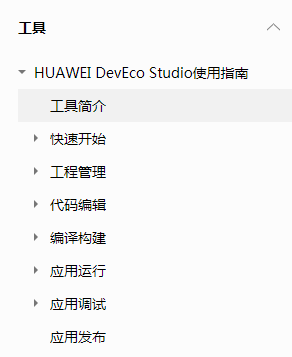 工具
HUAWEI DevEco Studio使用指南
工具简介
快速开始
工程管理
代码编辑
编译构建
应用运行
应用调试
应用发布